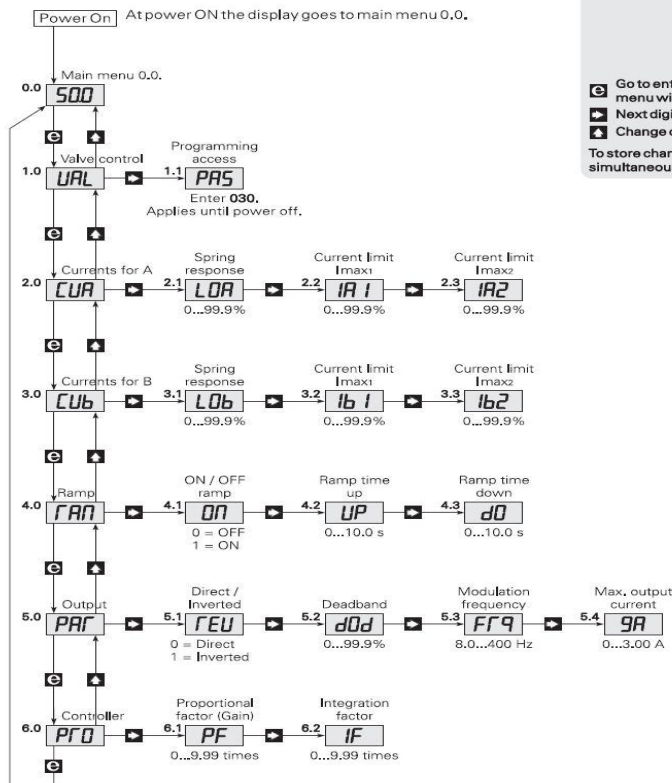 Power On At power ON the display goes to main menu 0.0.
Main menu 0.0.
0.0 50.0
e
Go to ent
menu wi
Next digi
Change
To store chan
simultaneou
Valve control Programming access
1.0 VAL 1.1 PAS
Enter 030.
Applies until power off.
e
Currents for A Spring response Current limit Imax1 Current limit Imax2
2.0 CUA 2.1 LOA 2.2 IA1 2.3 IA2
0...99.9% 0...99.9% 0...99.9%
e
Currents for B Spring response Current limit Imax1 Current limit Imax2
3.0 CUb 3.1 LOb 3.2 Ib1 3.3 Ib2
0...99.9% 0...99.9% 0...99.9%
e
Ramp ON / OFF ramp Ramp time up Ramp time down
4.0 rAn 4.1 On 4.2 UP 4.3 dO
0 = OFF 0...10.0 s 0...10.0 s
1 = ON
e
Output Direct / Inverted Deadband Modulation frequency Max. output current
5.0 PAr 5.1 rEU 5.2 dOd 5.3 Frq 5.4 gA
0 = Direct 0...99.9% 8.0...400 Hz 0...3.00 A
1 = Inverted
e
Controller Proportional factor (Gain) Integration factor
6.0 PrO 6.1 PF 6.2 IF
0...9.99 times 0...9.99 times
e